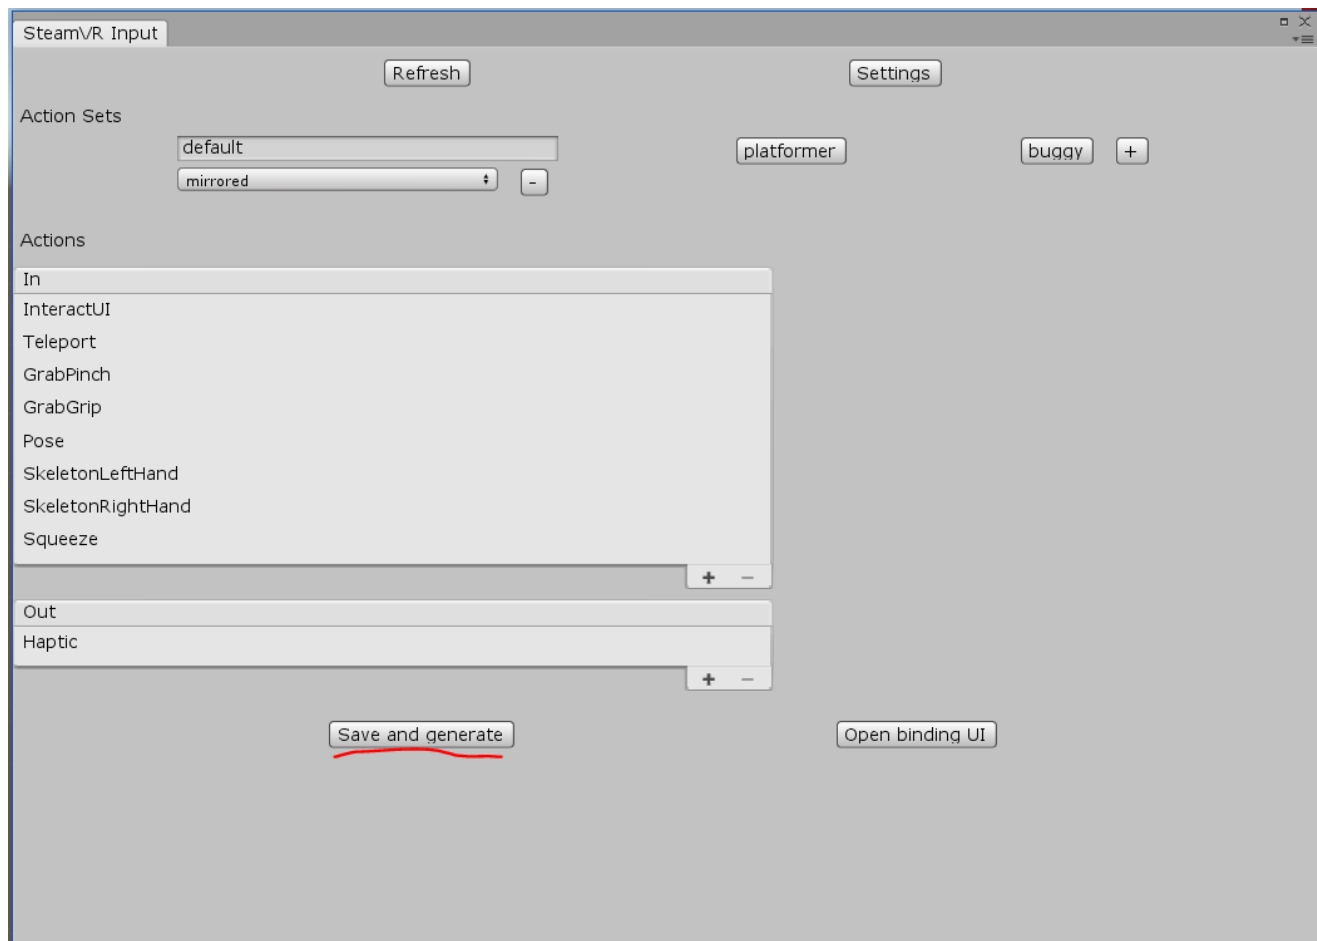 SteamVR Input
Refresh Settings
Action Sets
default platformer buggy +
mirrored -
Actions
In
InteractUI
Teleport
GrabPinch
GrabGrip
Pose
SkeletonLeftHand
SkeletonRightHand
Squeeze
+ −
Out
Haptic
+ −
Save and generate Open binding UI